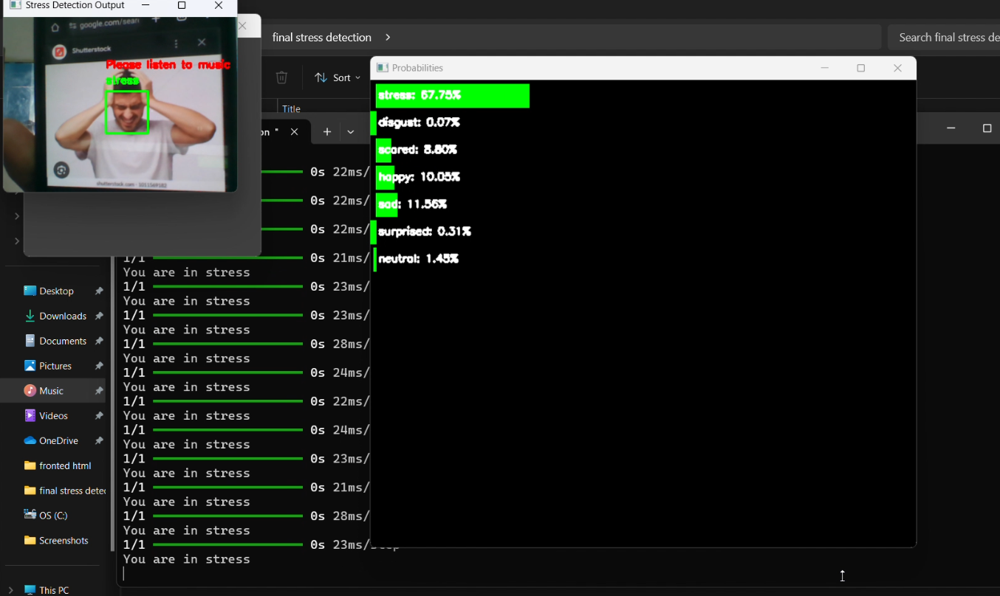 Stress Detection Output
google.com/sear
Shutterstock
Please listen to music
stress
shutterstock.com
final stress detection
Search final stress de
Sort
Title
on "
Probabilities
stress: 67.75%
disgust: 0.07%
scared: 8.80%
happy: 10.05%
sad: 11.56%
surprised: 0.31%
neutral: 1.45%
0s 22ms/
0s 22ms/
0s 22ms/
1/1 0s 21ms/
You are in stress
1/1 0s 23ms/
You are in stress
1/1 0s 23ms/
You are in stress
1/1 0s 28ms/
You are in stress
1/1 0s 24ms/
You are in stress
1/1 0s 22ms/
You are in stress
1/1 0s 24ms/
You are in stress
1/1 0s 23ms/
You are in stress
1/1 0s 21ms/
You are in stress
1/1 0s 28ms/
You are in stress
1/1 0s 23ms/step
You are in stress
Desktop
Downloads
Documents
Pictures
Music
Videos
OneDrive
fronted html
final stress detec
OS (C:)
Screenshots
This PC